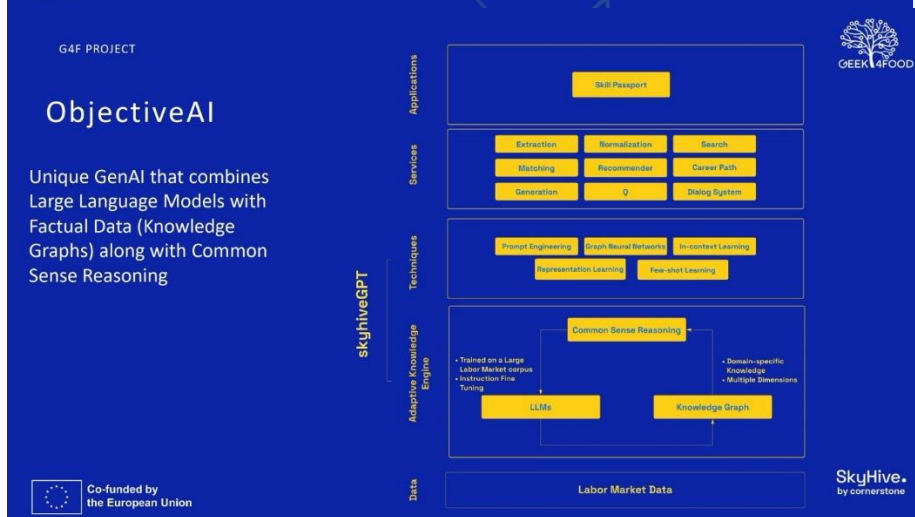 G4F PROJECT
ObjectiveAI
Unique GenAI that combines
Large Language Models with
Factual Data (Knowledge
Graphs) along with Common
Sense Reasoning
GEEK4FOOD
Applications
Skill Passport
Services
Extraction
Normalization
Search
Matching
Recommender
Career Path
Generation
Q
Dialog System
skyhiveGPT
Techniques
Prompt Engineering
Graph Neural Networks
In-context Learning
Representation Learning
Few-shot Learning
Adaptive Knowledge
Engine
Common Sense Reasoning
• Trained on a Large
Labor Market corpus
• Instruction Fine
Tuning
• Domain-specific
Knowledge
• Multiple Dimensions
LLMs
Knowledge Graph
Data
Labor Market Data
Co-funded by
the European Union
SkyHive.
by cornerstone